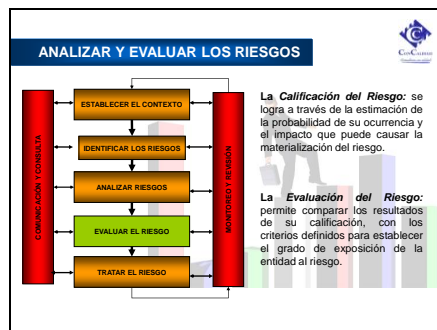 ANALIZAR Y EVALUAR LOS RIESGOS
ESTABLECER EL CONTEXTO
IDENTIFICAR LOS RIESGOS
ANALIZAR RIESGOS
EVALUAR EL RIESGO
TRATAR EL RIESGO
COMUNICACIÓN Y CONSULTA
MONITOREO Y REVISIÓN
La Calificación del Riesgo: se
logra a través de la estimación de
la probabilidad de su ocurrencia y
el impacto que puede causar la
materialización del riesgo.
La Evaluación del Riesgo:
permite comparar los resultados
de su calificación, con los
criterios definidos para establecer
el grado de exposición de la
entidad al riesgo.